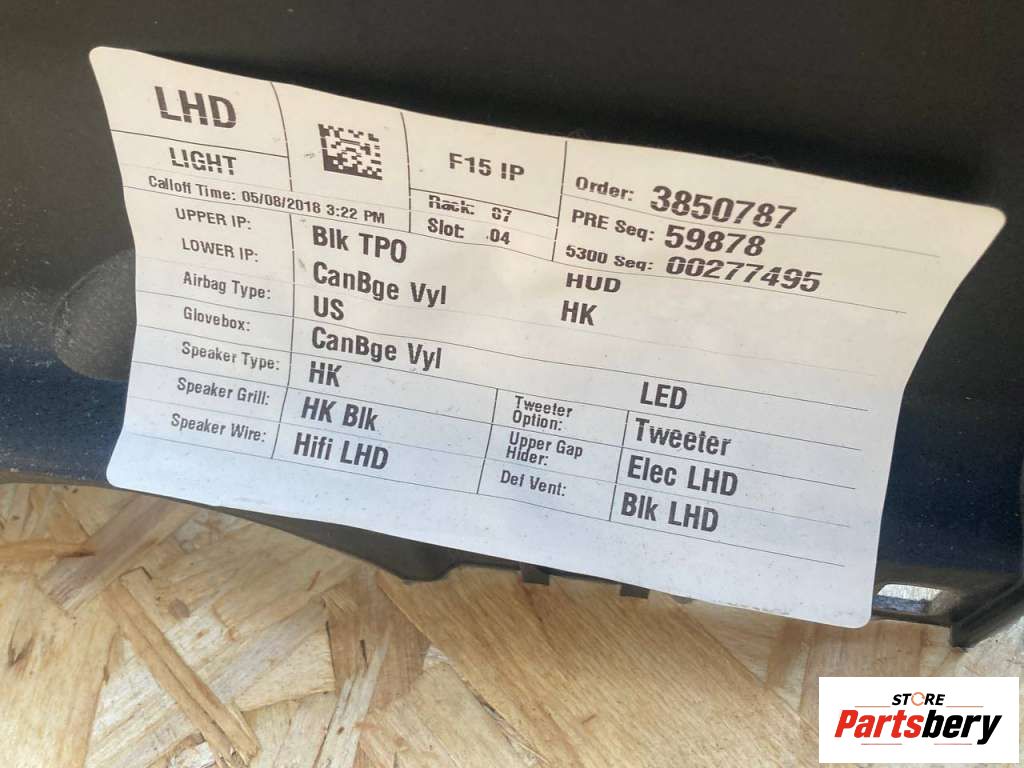 LHD
LIGHT
F15 IP
Order: 3850787
PRE Seq: 59878
5300 Seq: 00277495
Rack: 67
Slot: 04
Calloff Time: 05/08/2018 3:22 PM
UPPER IP: Blk TPO HUD
LOWER IP: CanBge Vyl HK
Airbag Type: US
Glovebox: CanBge Vyl LED
Speaker Type: HK Tweeter Option: Tweeter
Speaker Grill: HK Blk Upper Gap Hider: Elec LHD
Speaker Wire: Hifi LHD Def Vent: Blk LHD
STORE
Partsbery